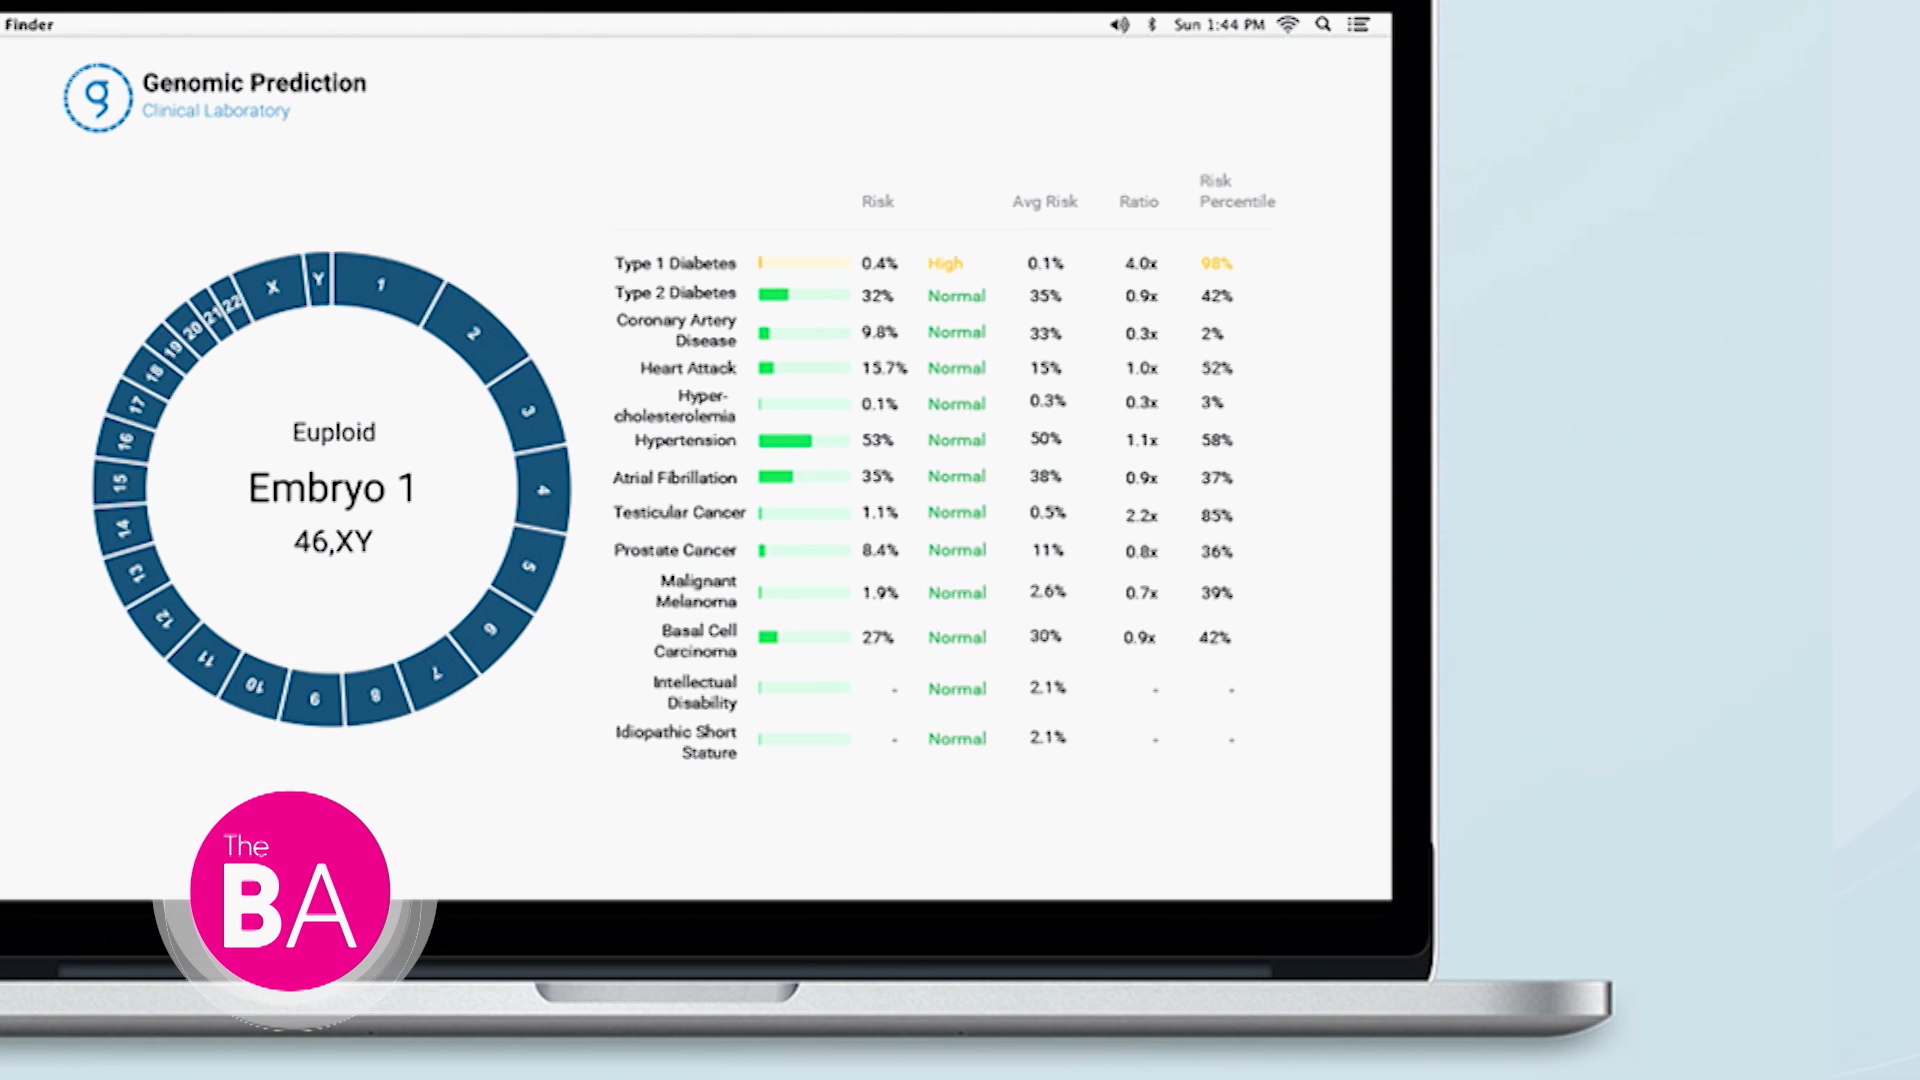 Finder
Sun 1:44 PM
g
Genomic Prediction
Clinical Laboratory
Risk Avg Risk Ratio Risk Percentile
Type 1 Diabetes 0.4% High 0.1% 4.0x 98%
Type 2 Diabetes 32% Normal 35% 0.9x 42%
Coronary Artery
Disease 9.8% Normal 33% 0.3x 2%
Heart Attack 15.7% Normal 15% 1.0x 52%
Hyper-
cholesterolemia 0.1% Normal 0.3% 0.3x 3%
Hypertension 53% Normal 50% 1.1x 58%
Atrial Fibrillation 35% Normal 38% 0.9x 37%
Testicular Cancer 1.1% Normal 0.5% 2.2x 85%
Prostate Cancer 8.4% Normal 11% 0.8x 36%
Malignant
Melanoma 1.9% Normal 2.6% 0.7x 39%
Basal Cell
Carcinoma 27% Normal 30% 0.9x 42%
Intellectual
Disability - Normal 2.1% - -
Idiopathic Short
Stature - Normal 2.1% - -
1 2 3 4 5 6 7 8 9 10 11 12 13 14 15 16 17 18 19 20 21 22 X Y
Euploid
Embryo 1
46,XY
The
BA